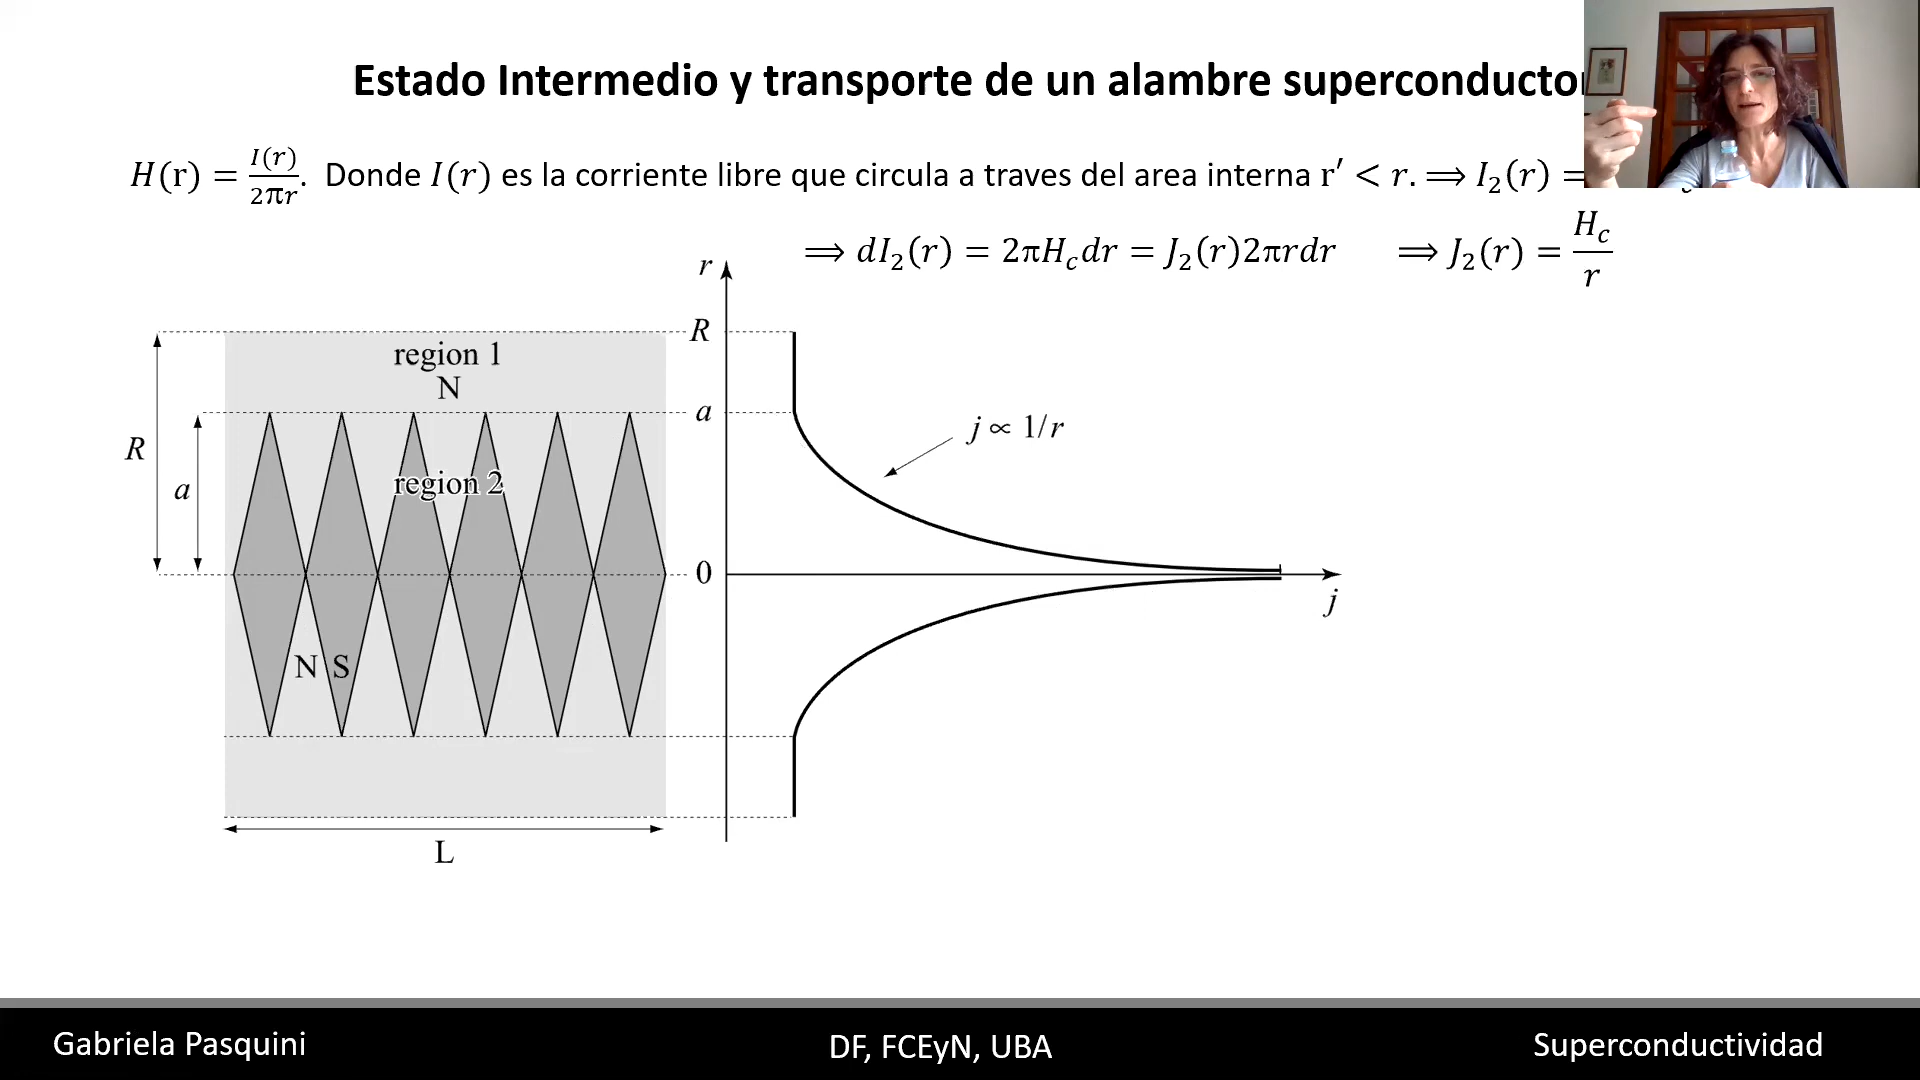 Estado Intermedio y transporte de un alambre superconductor
H(r) = I(r)/2πr. Donde I(r) es la corriente libre que circula a traves del area interna r′ < r. ⟹ I₂(r) =
⟹ dI₂(r) = 2πH_c dr = J₂(r)2πrdr ⟹ J₂(r) = H_c/r
r
R
region 1
N
a
j ∝ 1/r
R
a
region 2
0
j
N S
L
Gabriela Pasquini
DF, FCEyN, UBA
Superconductividad